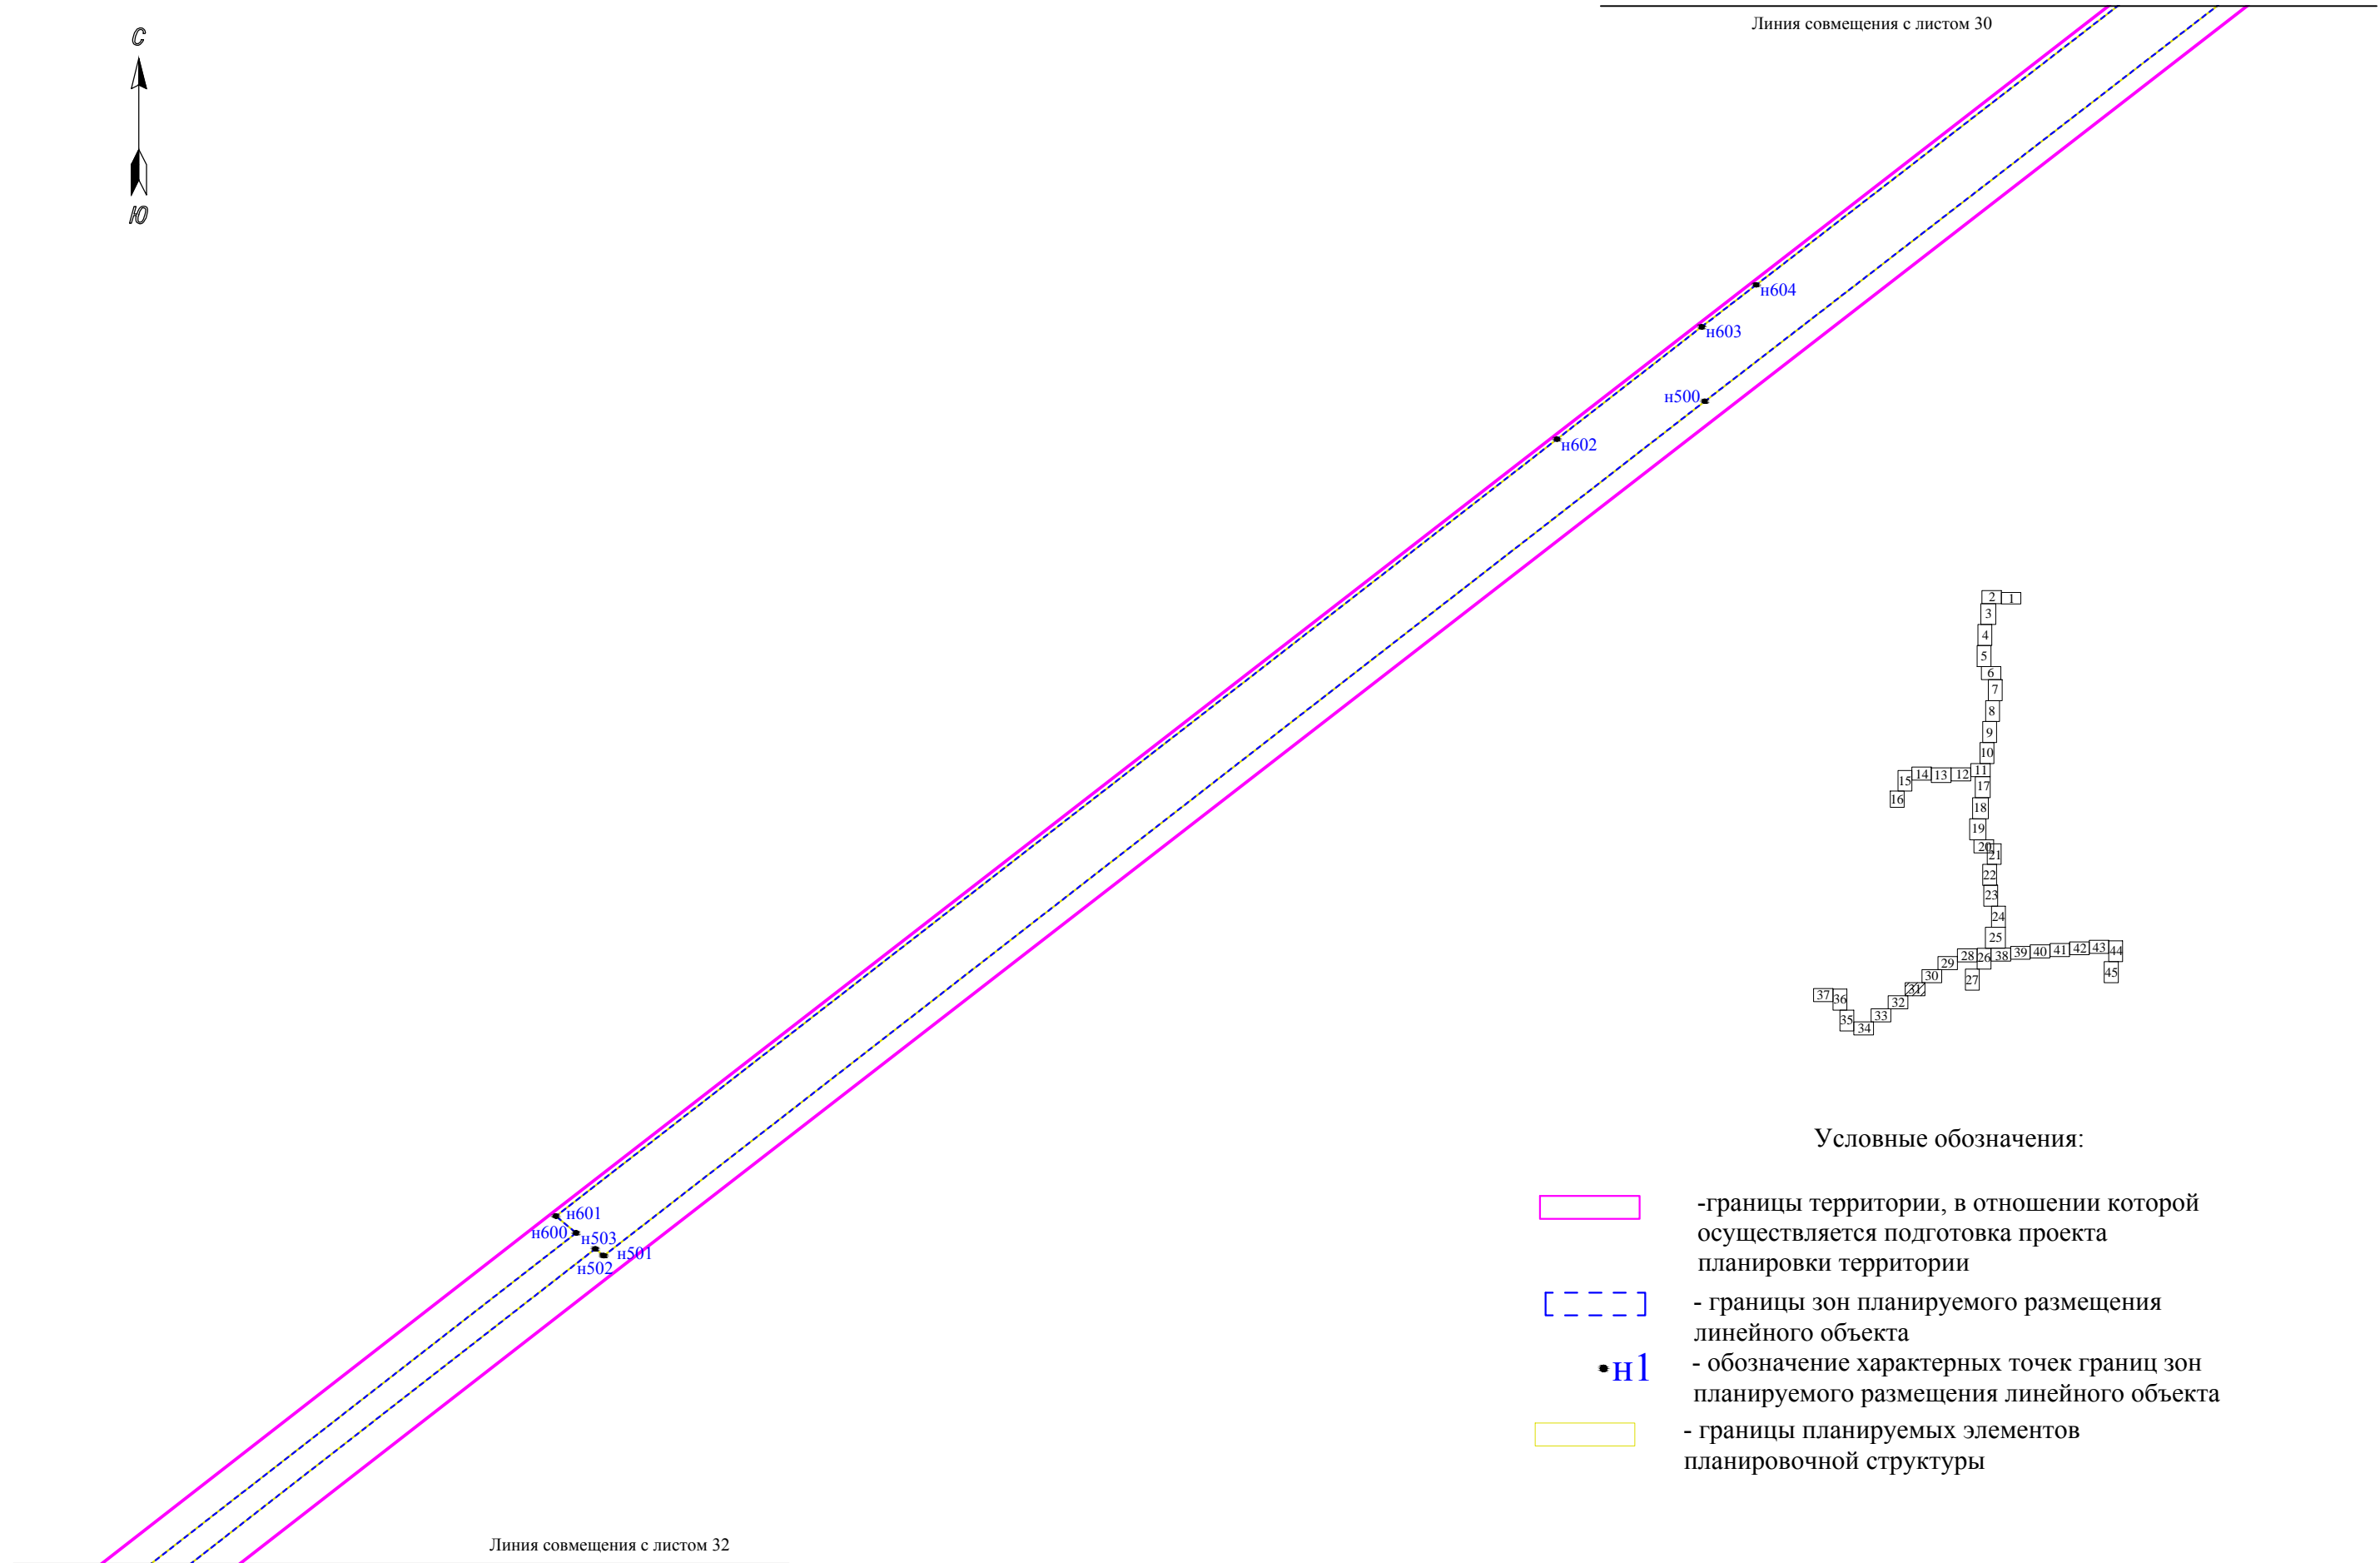 Линия совмещения с листом 30
С
Ю
н604
н603
н500
н602
2 1
3
4
5
6
7
8
9
10
15 14 13 12 11
17
16
18
19
20
21
22
23
24
25
29 28 26 38 39 40 41 42 43 44
30 27 45
31
37 36 32
35 34 33
Условные обозначения:
-границы территории, в отношении которой
осуществляется подготовка проекта
планировки территории
- границы зон планируемого размещения
линейного объекта
н1 - обозначение характерных точек границ зон
планируемого размещения линейного объекта
- границы планируемых элементов
планировочной структуры
н601
н600
н503
н501
н502
Линия совмещения с листом 32